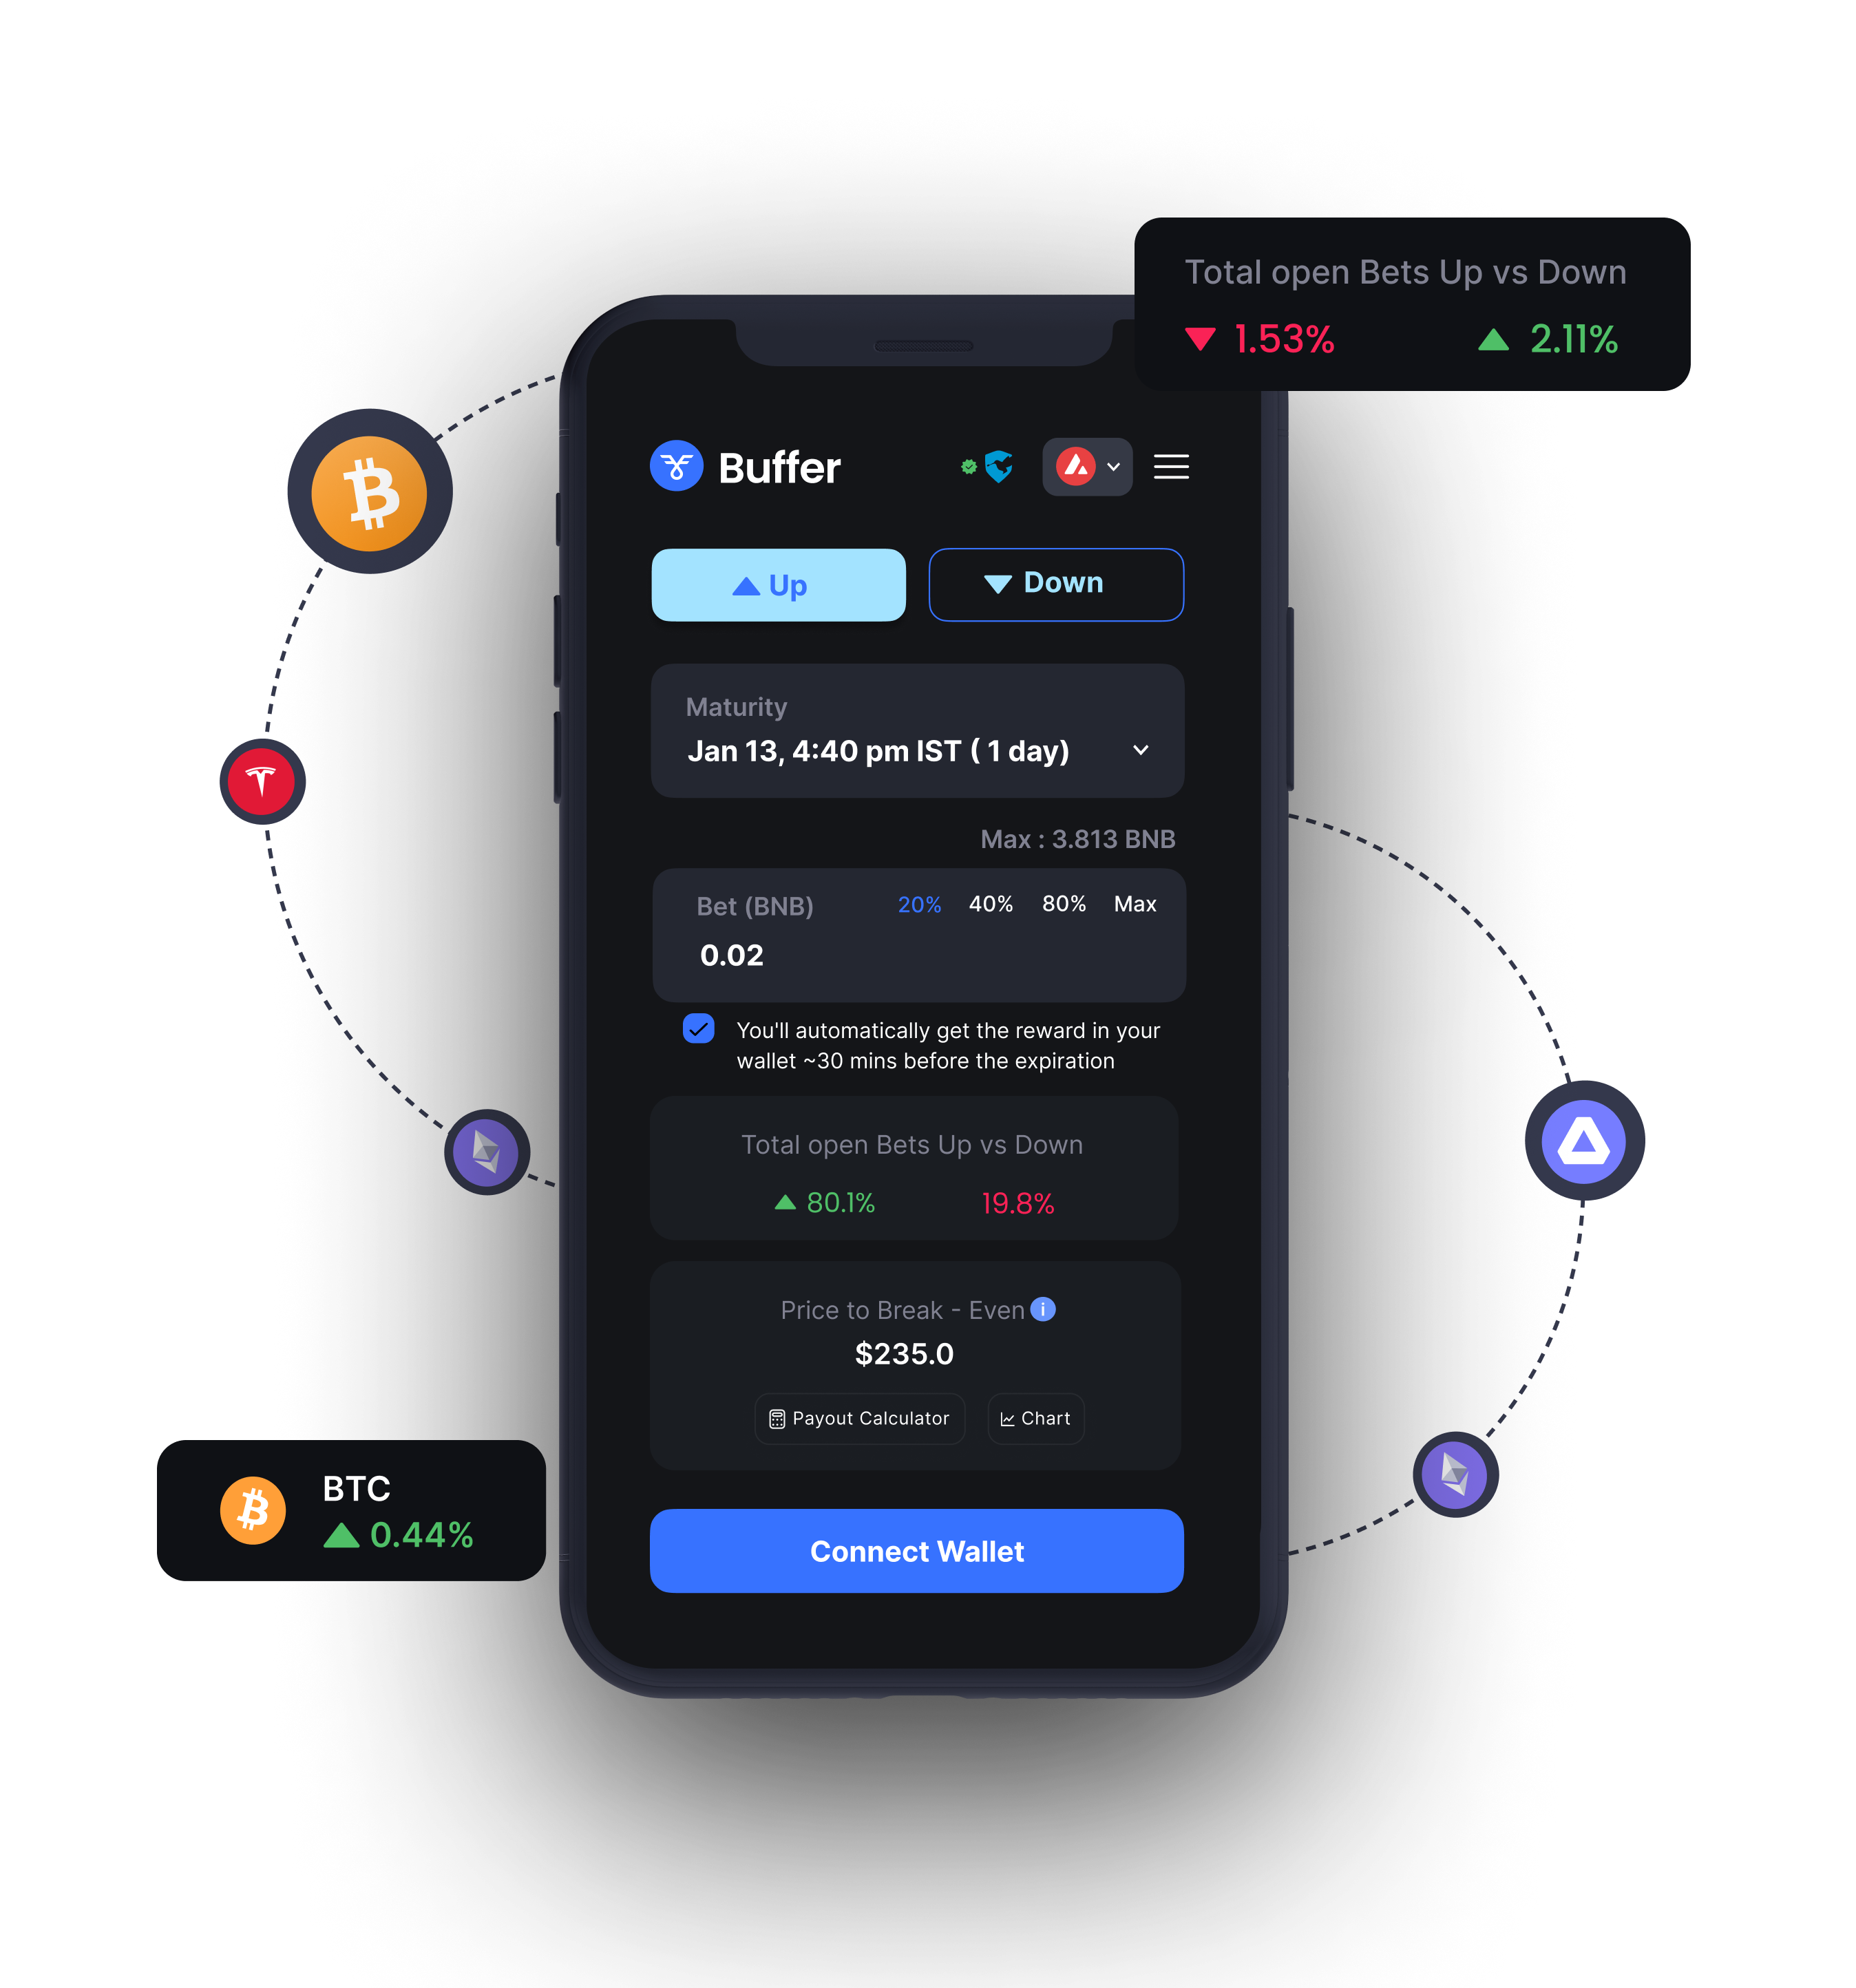 Total open Bets Up vs Down
1.53% 2.11%
Buffer
Up Down
Maturity
Jan 13, 4:40 pm IST ( 1 day)
Max : 3.813 BNB
Bet (BNB) 20% 40% 80% Max
0.02
You'll automatically get the reward in your
wallet ~30 mins before the expiration
Total open Bets Up vs Down
80.1% 19.8%
Price to Break - Even i
$235.0
Payout Calculator Chart
BTC
0.44%
Connect Wallet